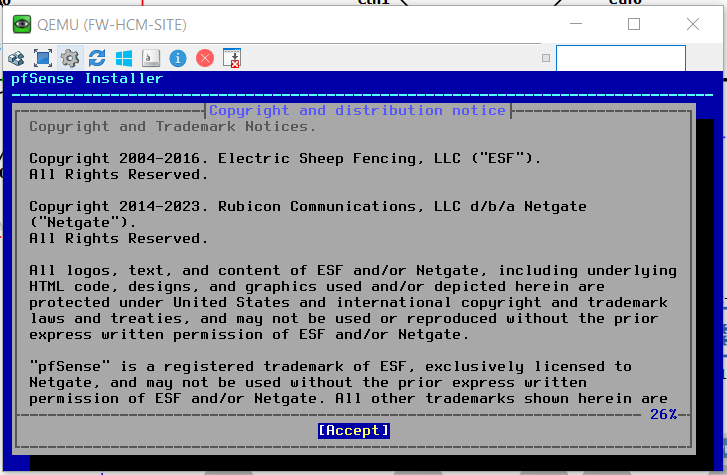 QEMU (FW-HCM-SITE)
pfSense Installer
Copyright and distribution notice
Copyright and Trademark Notices.
Copyright 2004-2016. Electric Sheep Fencing, LLC ("ESF").
All Rights Reserved.
Copyright 2014-2023. Rubicon Communications, LLC d/b/a Netgate
("Netgate").
All Rights Reserved.
All logos, text, and content of ESF and/or Netgate, including underlying
HTML code, designs, and graphics used and/or depicted herein are
protected under United States and international copyright and trademark
laws and treaties, and may not be used or reproduced without the prior
express written permission of ESF and/or Netgate.
"pfSense" is a registered trademark of ESF, exclusively licensed to
Netgate, and may not be used without the prior express written
permission of ESF and/or Netgate. All other trademarks shown herein are
26%
[Accept]